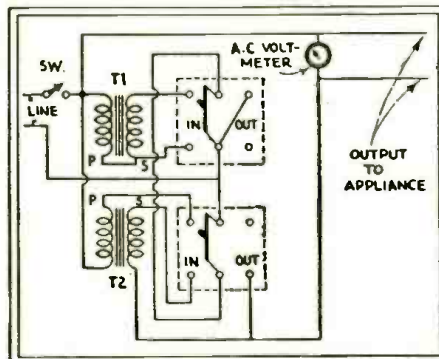 A.C VOLT-
METER
SW.
T1
LINE
IN
OUT
P
S
OUTPUT
TO
APPLIANCE
P
S
IN
OUT
T2